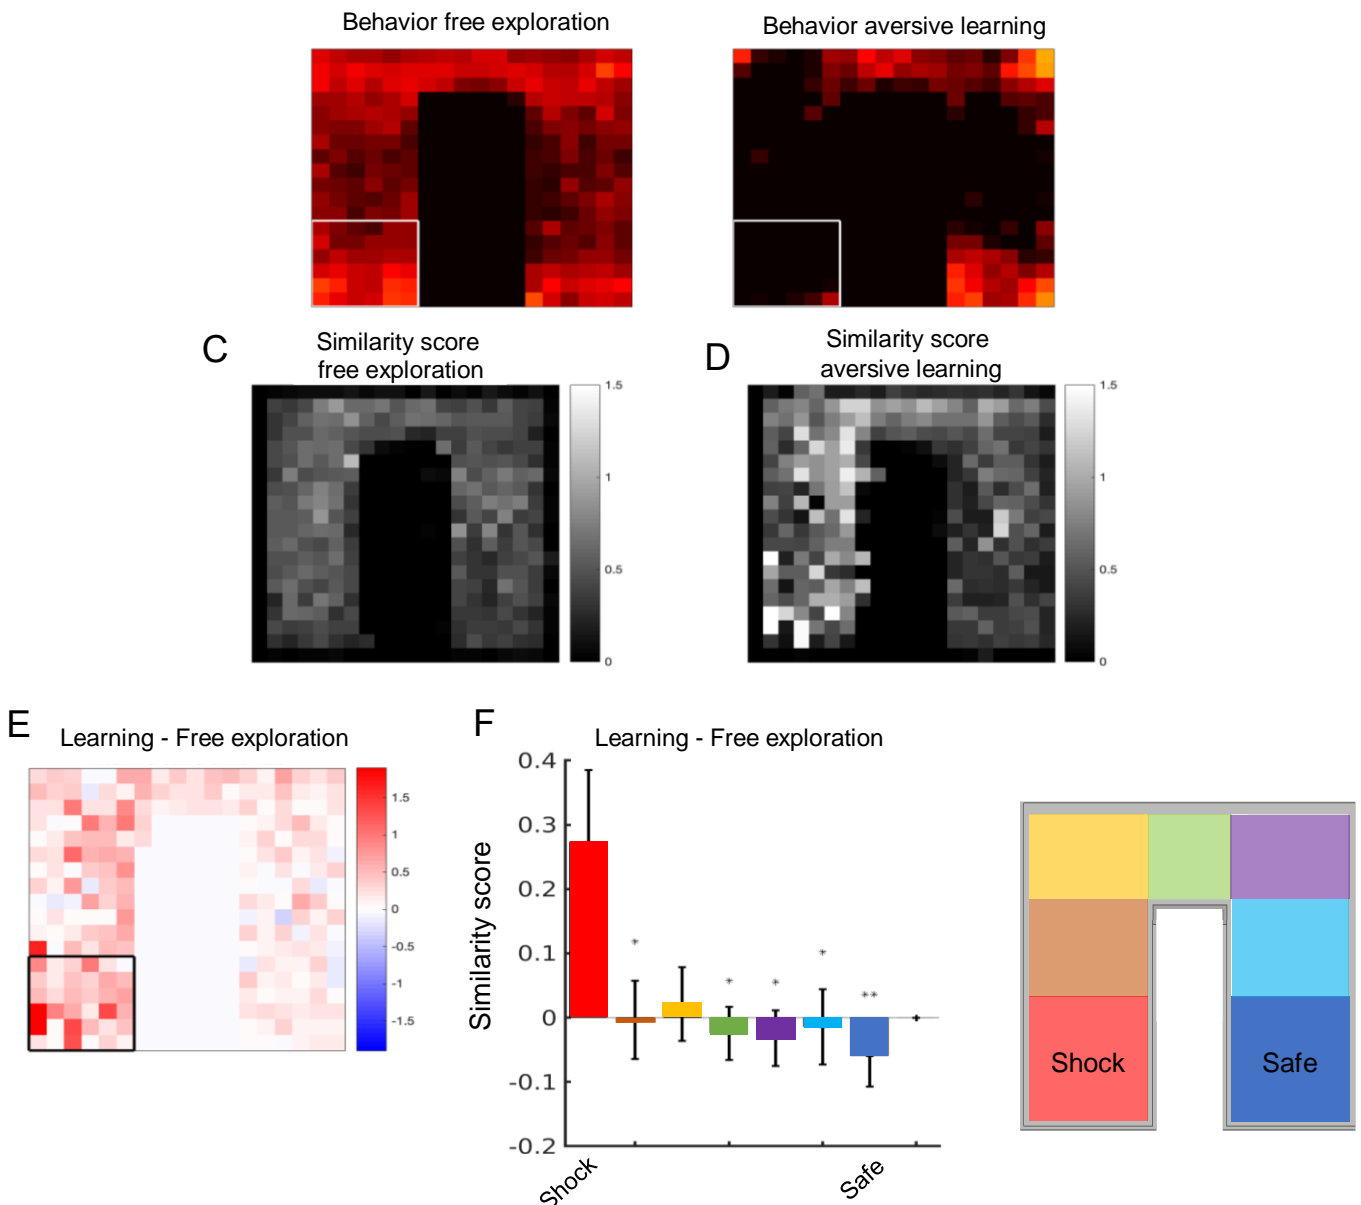 Behavior free exploration
Behavior aversive learning
C
Similarity score
free exploration
1.5
1
0.5
0
D
Similarity score
aversive learning
1.5
1
0.5
0
E
Learning - Free exploration
1.5
1
0.5
0
-0.5
-1
-1.5
F
Learning - Free exploration
Similarity score
0.4
0.3
0.2
0.1
0
-0.1
-0.2
*
*
*
*
**
Shock
Safe
Shock
Safe